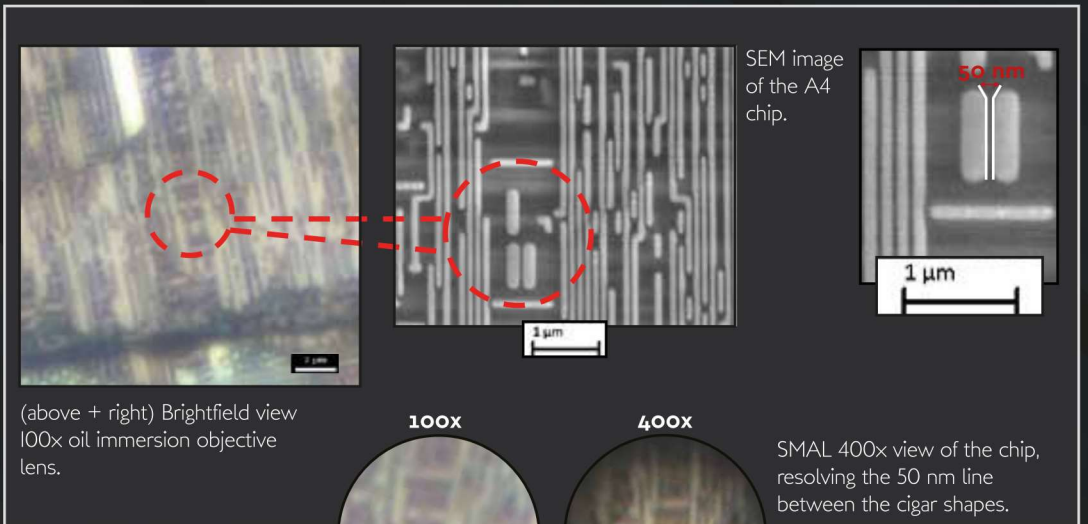 SEM image
of the A4
chip.
50 nm
1 µm
1 µm
(above + right) Brightfield view
100x oil immersion objective
lens.
100x
400x
SMAL 400x view of the chip,
resolving the 50 nm line
between the cigar shapes.